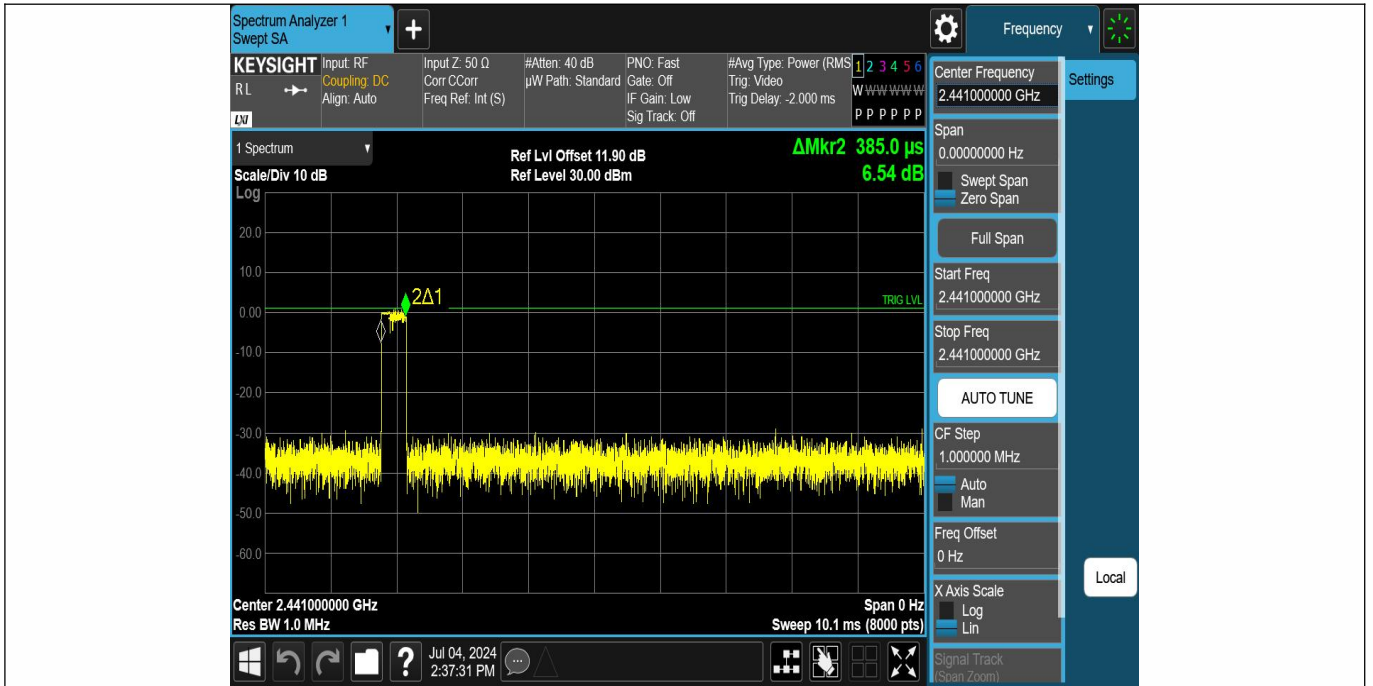 Spectrum Analyzer 1
Swept SA
+
Frequency
KEYSIGHT
RL
LXI
Input: RF
Coupling: DC
Align: Auto
Input Z: 50 Ω
Corr CCorr
Freq Ref: Int (S)
#Atten: 40 dB
µW Path: Standard
PNO: Fast
Gate: Off
IF Gain: Low
Sig Track: Off
#Avg Type: Power (RMS
Trig: Video
Trig Delay: -2.000 ms
1 2 3 4 5 6
W W W W W W
P P P P P P
1 Spectrum
Scale/Div 10 dB
Ref Lvl Offset 11.90 dB
Ref Level 30.00 dBm
ΔMkr2 385.0 µs
6.54 dB
Log
20.0
10.0
0.00
-10.0
-20.0
-30.0
-40.0
-50.0
-60.0
2Δ1
TRIG LVL
Center 2.441000000 GHz
Res BW 1.0 MHz
Span 0 Hz
Sweep 10.1 ms (8000 pts)
Center Frequency
2.441000000 GHz
Settings
Span
0.00000000 Hz
Swept Span
Zero Span
Full Span
Start Freq
2.441000000 GHz
Stop Freq
2.441000000 GHz
AUTO TUNE
CF Step
1.000000 MHz
Auto
Man
Freq Offset
0 Hz
X Axis Scale
Log
Lin
Signal Track
(Span Zoom)
Local
?
Jul 04, 2024
2:37:31 PM